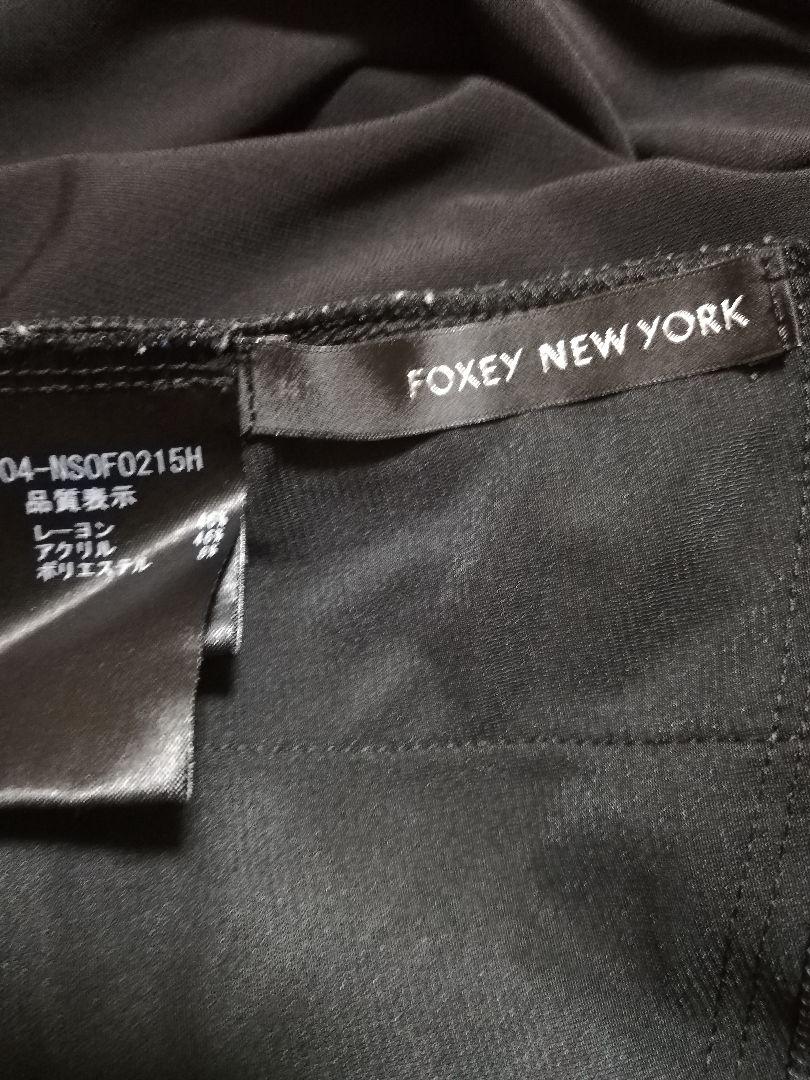 FOXEY NEW YORK
04-NSOF0215H
品質表示
レーヨン
アクリル
ポリエステル